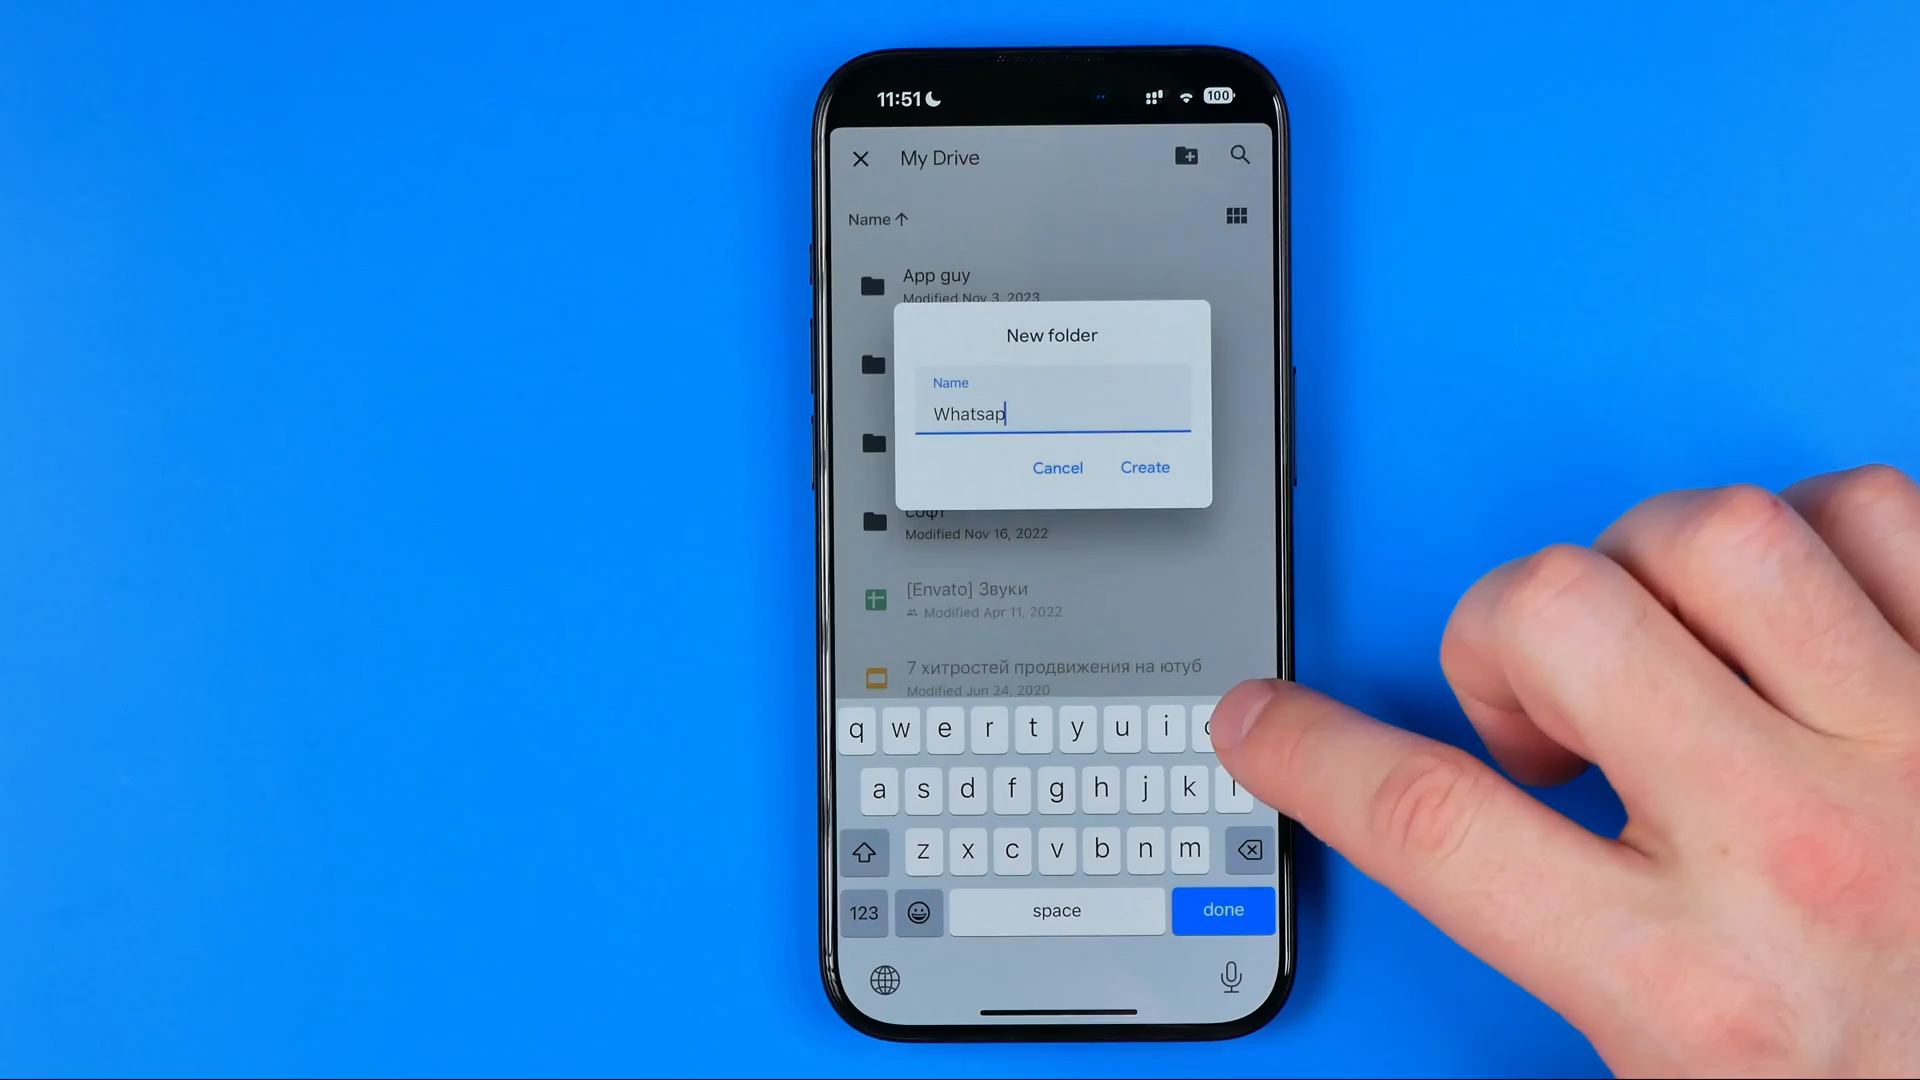 11:51
100
My Drive
Name
App guy
Modified Nov 3, 2023
New folder
Name
Whatsap
Cancel
Create
софт
Modified Nov 16, 2022
[Envato] Звуки
Modified Apr 11, 2022
7 хитростей продвижения на ютуб
Modified Jun 24, 2020
q w e r t y u i
a s d f g h j k l
z x c v b n m
123
space
done